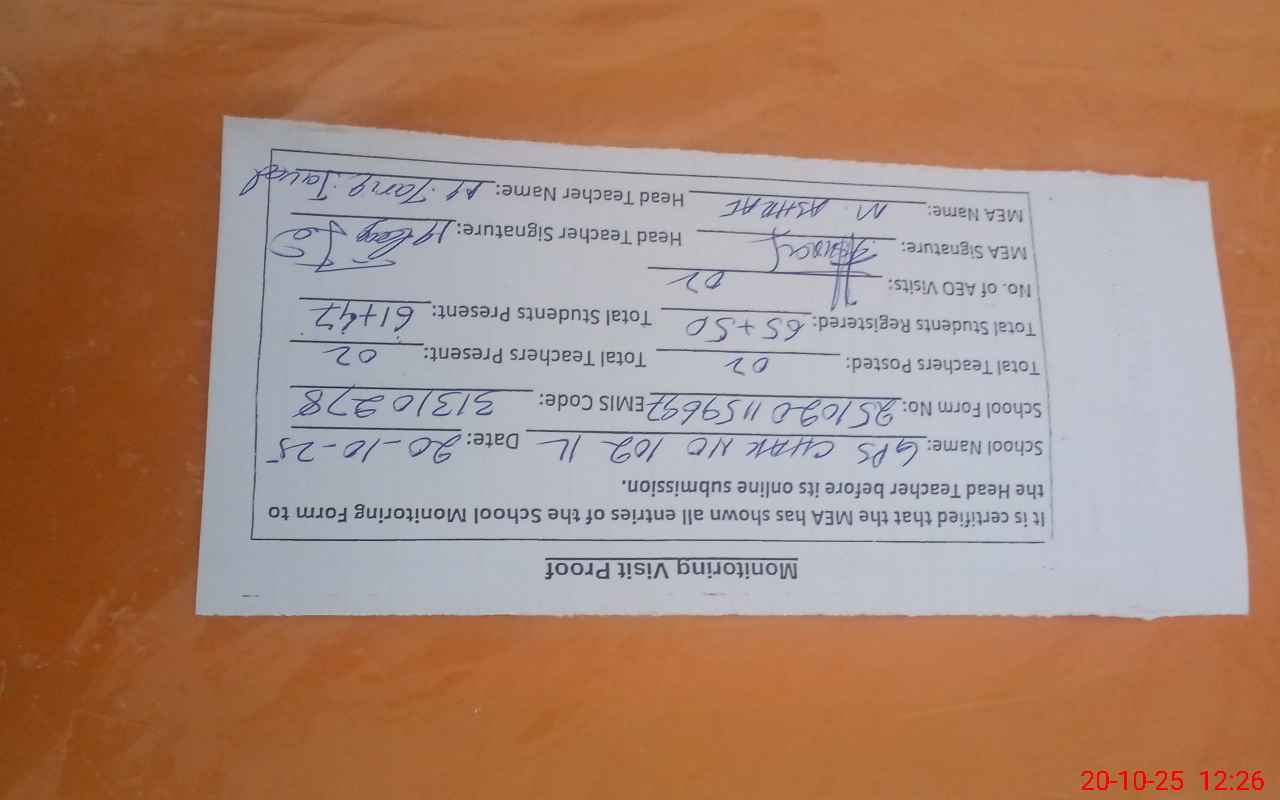 Monitoring Visit Proof
It is certified that the MEA has shown all entries of the School Monitoring Form to
the Head Teacher before its online submission.
School Name: GPS CHAK NO 102 1L Date: 20-10-25
School Form No: 2510201159697 EMIS Code: 31310278
Total Teachers Posted: 02 Total Teachers Present: 02
Total Students Registered: 65+50 Total Students Present: 61+47
No. of AEO Visits: 02
MEA Signature: Head Teacher Signature:
MEA Name: M. ASHRAF Head Teacher Name: M. Tariq Javed
20-10-25 12:26